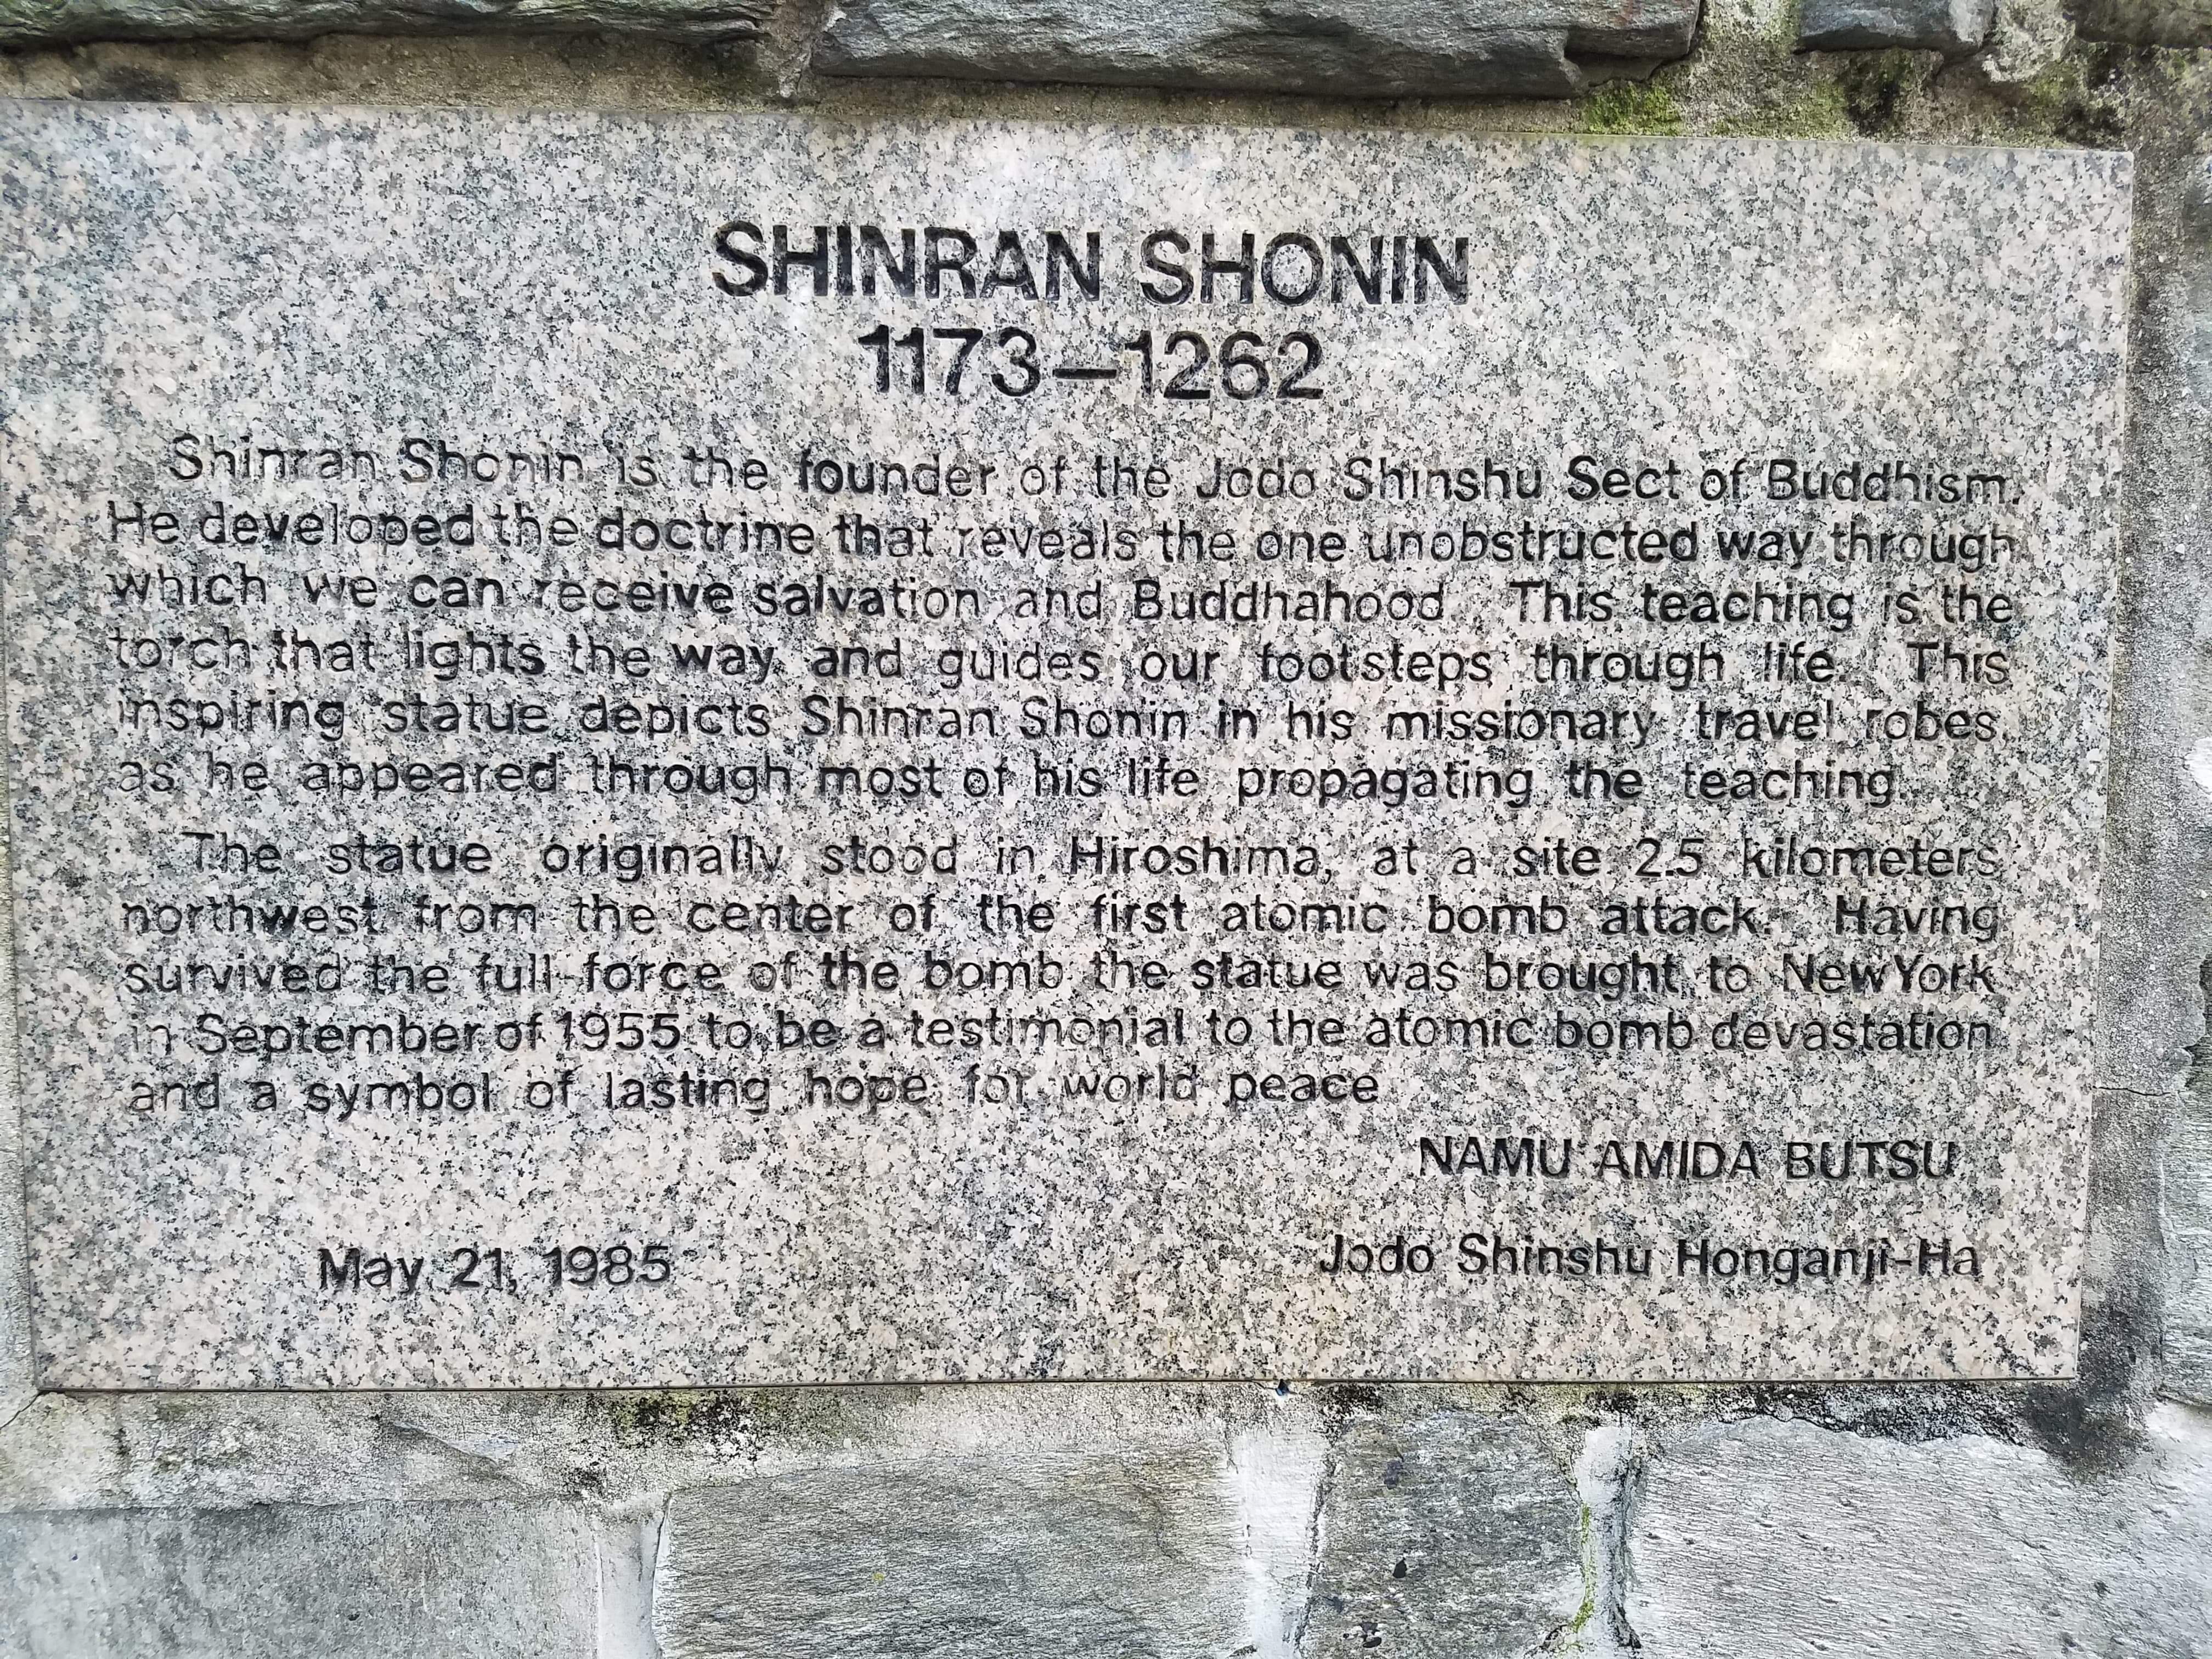 SHINRAN SHONIN
1173–1262
Shinran Shonin is the founder of the Jodo Shinshu Sect of Buddhism.
He developed the doctrine that reveals the one unobstructed way through
which we can receive salvation and Buddhahood. This teaching is the
torch that lights the way and guides our footsteps through life. This
inspiring statue depicts Shinran Shonin in his missionary travel robes
as he appeared through most of his life propagating the teaching.
The statue originally stood in Hiroshima, at a site 2.5 kilometers
northwest from the center of the first atomic bomb attack. Having
survived the full force of the bomb the statue was brought to New York
in September of 1955 to be a testimonial to the atomic bomb devastation
and a symbol of lasting hope for world peace
NAMU AMIDA BUTSU
May 21, 1985 Jodo Shinshu Honganji-Ha